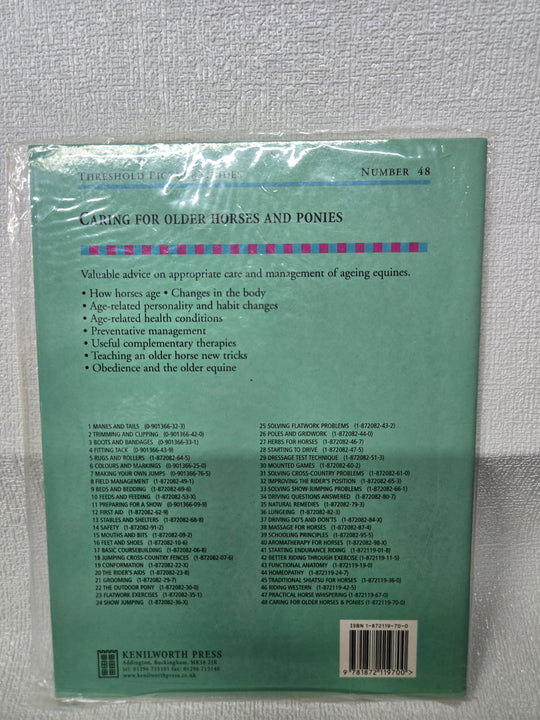 THRESHOLD PICTURE GUIDES NUMBER 48
CARING FOR OLDER HORSES AND PONIES
Valuable advice on appropriate care and management of ageing equines.
• How horses age • Changes in the body
• Age-related personality and habit changes
• Age-related health conditions
• Preventative management
• Useful complementary therapies
• Teaching an older horse new tricks
• Obedience and the older equine
1 MANES AND TAILS (0-901366-32-3)
2 TRIMMING AND CLIPPING (0-901366-42-0)
3 BOOTS AND BANDAGES (0-901366-33-1)
4 FITTING TACK (0-901366-43-9)
5 RUGS AND ROLLERS (1-872082-64-5)
6 COLOURS AND MARKINGS (0-901366-25-0)
7 MAKING YOUR OWN JUMPS (0-901366-76-5)
8 FIELD MANAGEMENT (1-872082-49-1)
9 BEDS AND BEDDING (1-872082-69-6)
10 FEEDS AND FEEDING (1-872082-53-X)
11 PREPARING FOR A SHOW (0-901366-09-9)
12 FIRST AID (1-872082-62-9)
13 STABLES AND SHELTERS (1-872082-68-8)
14 SAFETY (1-872082-91-2)
15 MOUTHS AND BITS (1-872082-09-2)
16 FEET AND SHOES (1-872082-10-6)
17 BASIC COURSEBUILDING (1-872082-06-8)
18 JUMPING CROSS-COUNTRY FENCES (1-872082-07-6)
19 CONFORMATION (1-872082-22-X)
20 THE RIDER'S AIDS (1-872082-23-8)
21 GROOMING (1-872082-29-7)
22 THE OUTDOOR PONY (1-872082-30-0)
23 FLATWORK EXERCISES (1-872082-35-1)
24 SHOW JUMPING (1-872082-36-X)
25 SOLVING FLATWORK PROBLEMS (1-872082-43-2)
26 POLES AND GRIDWORK (1-872082-44-0)
27 HERBS FOR HORSES (1-872082-46-7)
28 STARTING TO DRIVE (1-872082-47-5)
29 DRESSAGE TEST TECHNIQUE (1-872082-51-3)
30 MOUNTED GAMES (1-872082-60-2)
31 SOLVING CROSS-COUNTRY PROBLEMS (1-872082-61-0)
32 IMPROVING THE RIDER'S POSITION (1-872082-65-3)
33 SOLVING SHOW-JUMPING PROBLEMS (1-872082-66-1)
34 DRIVING QUESTIONS ANSWERED (1-872082-80-7)
35 NATURAL REMEDIES (1-872082-79-3)
36 LUNGEING (1-872082-82-3)
37 DRIVING DO'S AND DON'TS (1-872082-84-X)
38 MASSAGE FOR HORSES (1-872082-87-4)
39 SCHOOLING PRINCIPLES (1-872082-95-5)
40 AROMATHERAPY FOR HORSES (1-872082-98-X)
41 STARTING ENDURANCE RIDING (1-872119-01-8)
42 BETTER RIDING THROUGH EXERCISE (1-872119-11-5)
43 FUNCTIONAL ANATOMY (1-872119-19-0)
44 HOMEOPATHY (1-872119-24-7)
45 TRADITIONAL SHIATSU FOR HORSES (1-872119-36-0)
46 RIDING WESTERN (1-872119-42-5)
47 PRACTICAL HORSE WHISPERING (1-872119-67-0)
48 CARING FOR OLDER HORSES & PONIES (1-872119-70-0)
KENILWORTH PRESS
Addington, Buckingham, MK18 2JR
tel: 01296 715101 fax: 01296 715148
www.kenilworthpress.co.uk
ISBN 1-872119-70-0
9 781872 119700 >